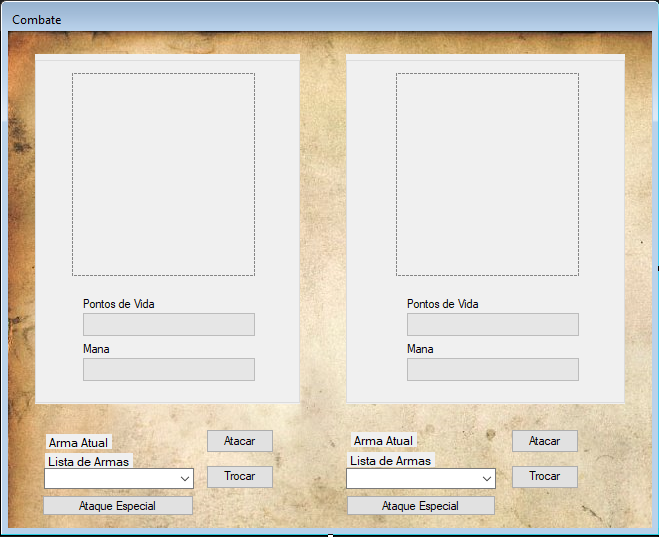 Combate
Pontos de Vida
Mana
Pontos de Vida
Mana
Arma Atual
Atacar
Lista de Armas
Trocar
Ataque Especial
Arma Atual
Atacar
Lista de Armas
Trocar
Ataque Especial